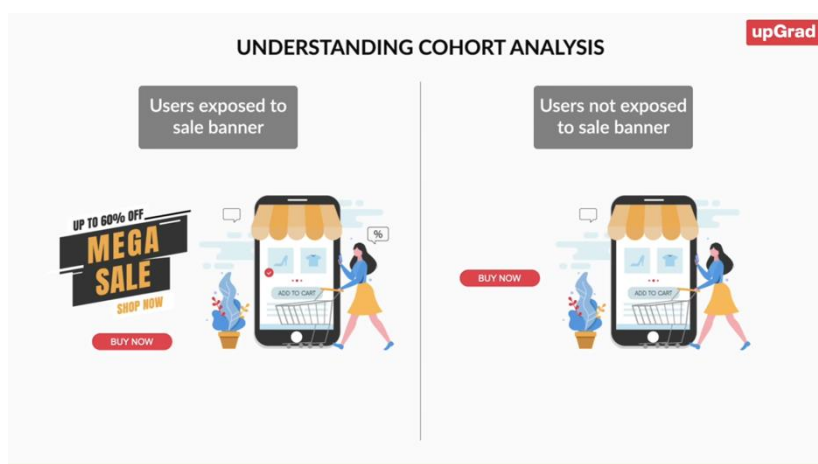 upGrad
UNDERSTANDING COHORT ANALYSIS
Users exposed to
sale banner
UP TO 60% OFF
MEGA
SALE
SHOP NOW
BUY NOW
%
ADD TO CART
Users not exposed
to sale banner
BUY NOW
ADD TO CART